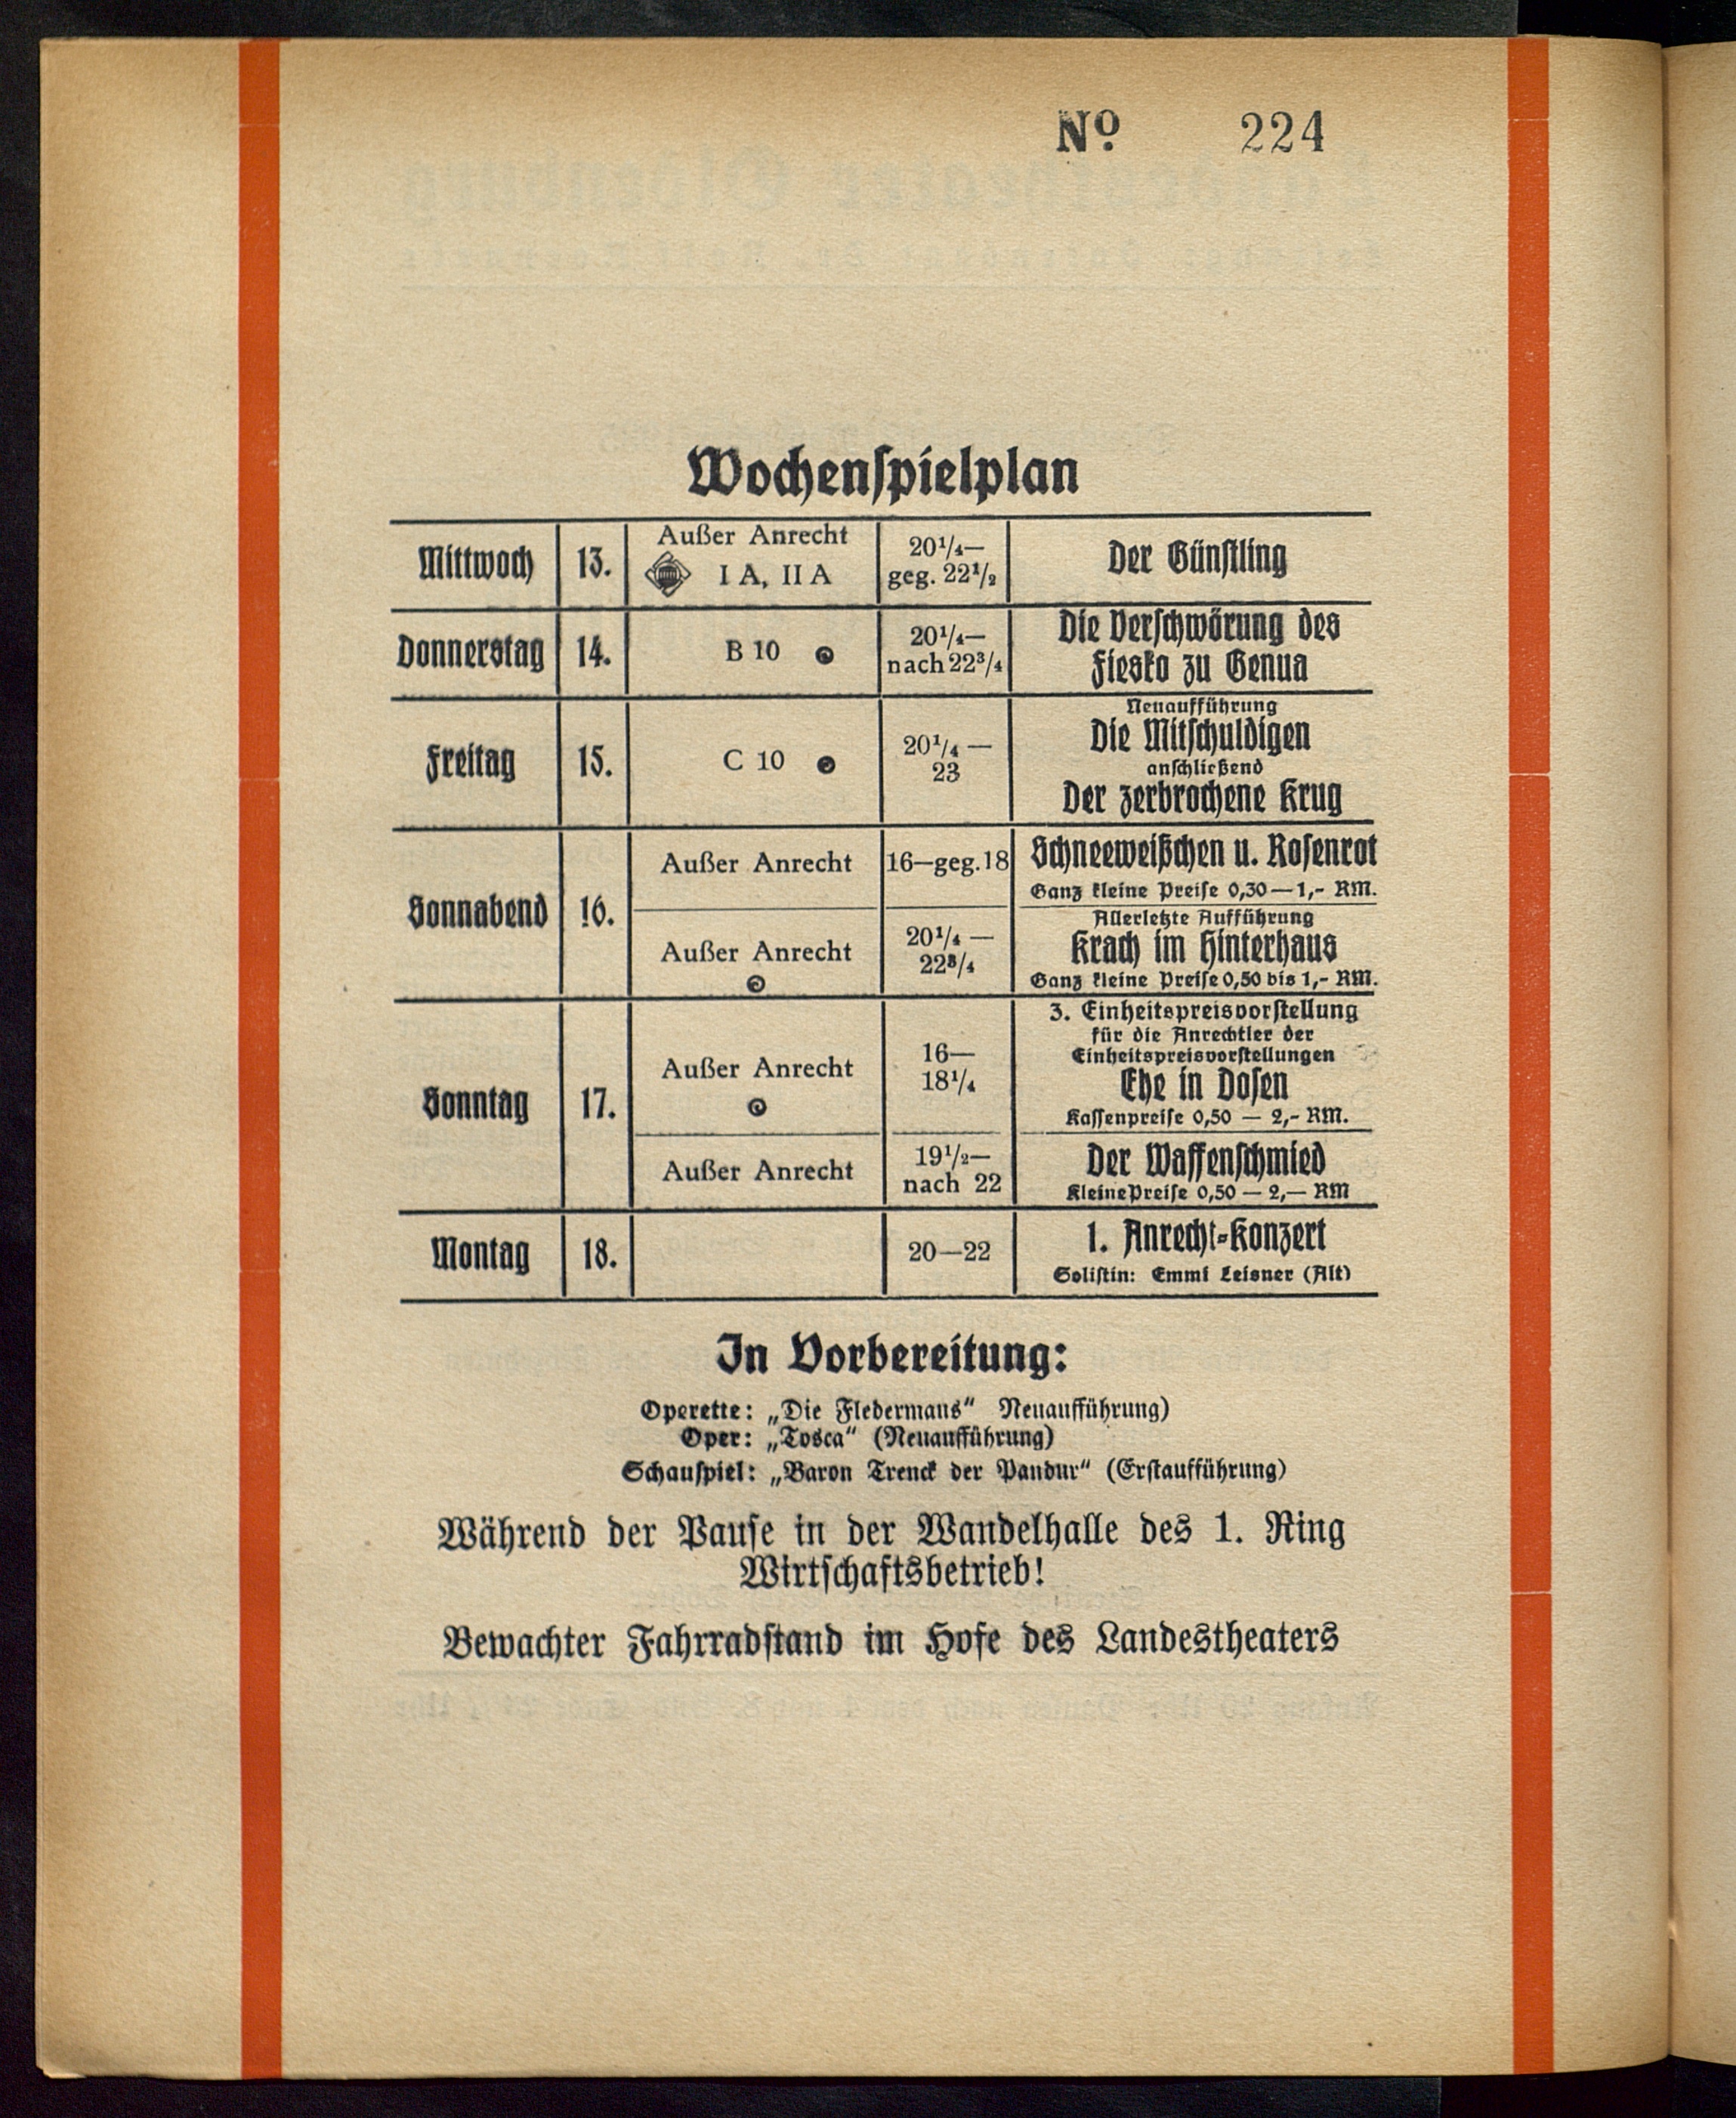 Nº 224
Wochenspielplan
Mittwoch 13. Außer Anrecht
I A, II A
20¼—
geg. 22½
Der Günstling
Donnerstag 14. B 10
20¼—
nach 22¾
Die Verschwörung des
Fiesko zu Genua
Freitag 15. C 10
20¼—
23
Neuaufführung
Die Mitschuldigen
anschließend
Der zerbrochene Krug
Sonnabend 16.
Außer Anrecht
16—geg. 18
Schneeweißchen u. Rosenrot
Ganz kleine Preise 0,30—1,- RM.
Außer Anrecht
20¼—
22¾
Allerletzte Aufführung
Krach im Hinterhaus
Ganz kleine Preise 0,50 bis 1,- RM.
Sonntag 17.
Außer Anrecht
16—
18¼
3. Einheitspreisvorstellung
für die Anrechtler der
Einheitspreisvorstellungen
Ehe in Dosen
Kassenpreise 0,50 — 2,- RM.
Außer Anrecht
19½—
nach 22
Der Waffenschmied
Kleine Preise 0,50 — 2,— RM
Montag 18.
20—22
1. Anrecht-Konzert
Solistin: Emmi Leisner (Alt)
In Vorbereitung:
Operette: „Die Fledermaus“ Neuaufführung)
Oper: „Tosca“ (Neuaufführung)
Schauspiel: „Baron Trenck der Pandur“ (Erstaufführung)
Während der Pause in der Wandelhalle des 1. Ring
Wirtschaftsbetrieb!
Bewachter Fahrradstand im Hofe des Landestheaters